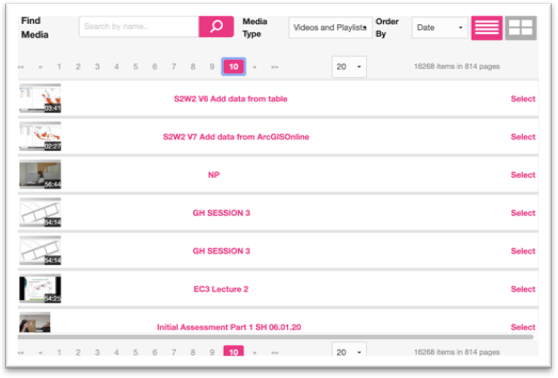 Find Media
Search by name...
Media Type
Videos and Playlists
Order By
Date
«« « 1 2 3 4 5 6 7 8 9 10 » »»
20
16268 items in 814 pages
03:41
S2W2 V6 Add data from table
Select
02:27
S2W2 V7 Add data from ArcGISOnline
Select
56:44
NP
Select
54:14
GH SESSION 3
Select
54:14
GH SESSION 3
Select
54:25
EC3 Lecture 2
Select
Initial Assessment Part 1 SH 06.01.20
Select
«« « 1 2 3 4 5 6 7 8 9 10 » »»
20
16268 items in 814 pages